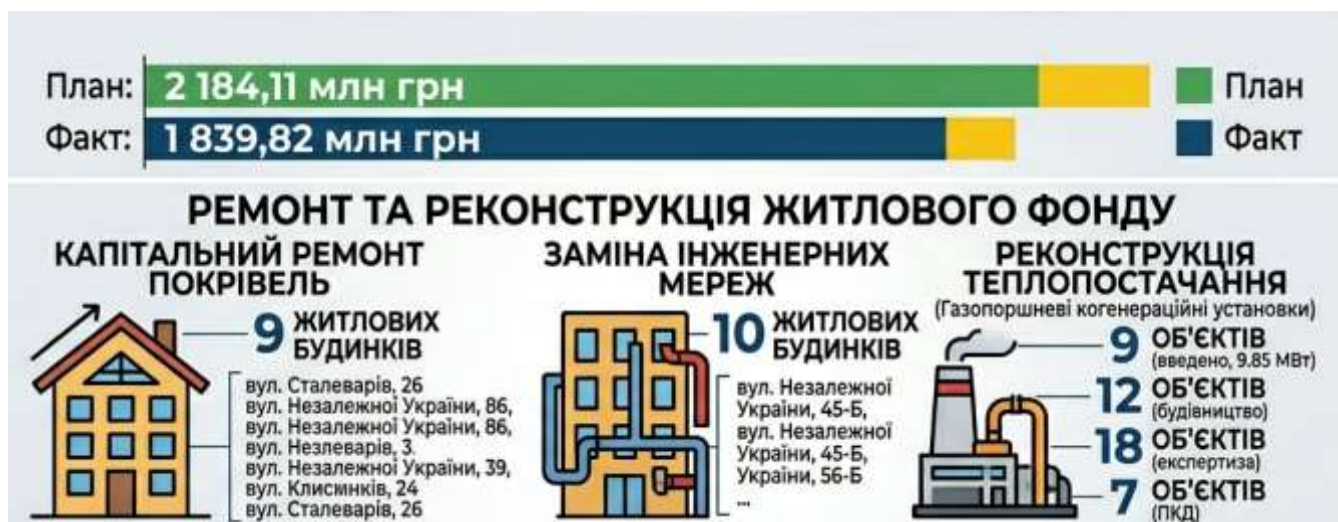 План: 2 184,11 млн грн
План
Факт: 1 839,82 млн грн
Факт
РЕМОНТ ТА РЕКОНСТРУКЦІЯ ЖИТЛОВОГО ФОНДУ
КАПІТАЛЬНИЙ РЕМОНТ
ПОКРІВЕЛЬ
9 ЖИТЛОВИХ
БУДИНКІВ
вул. Сталеварів, 26
вул. Незалежної України, 86,
вул. Незалежної України, 86,
вул. Незлеварів, 3
вул. Незалежної України, 39,
вул. Клисинків, 24
вул. Сталеварів, 26
ЗАМІНА ІНЖЕНЕРНИХ
МЕРЕЖ
10 ЖИТЛОВИХ
БУДИНКІВ
вул. Незалежної
України, 45-Б,
вул. Незалежної
України, 45-Б,
України, 56-Б
...
РЕКОНСТРУКЦІЯ
ТЕПЛОПОСТАЧАННЯ
(Газопоршневі когенераційні установки)
9 ОБ'ЄКТІВ
(введено, 9.85 МВт)
12 ОБ'ЄКТІВ
(будівництво)
18 ОБ'ЄКТІВ
(експертиза)
7 ОБ'ЄКТІВ
(ПКД)